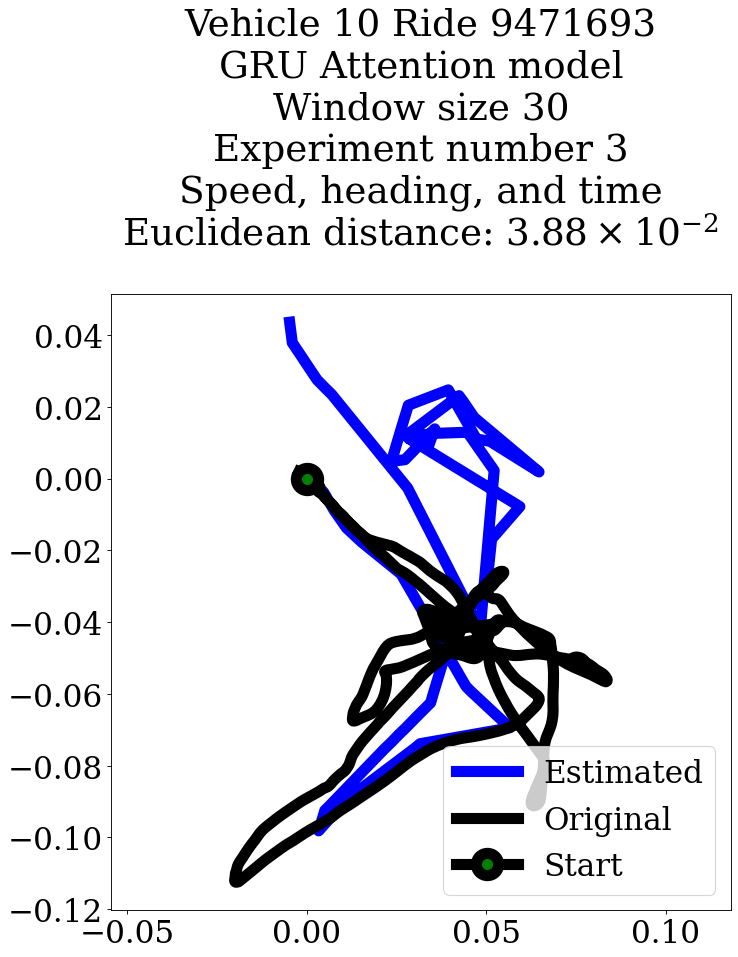 Vehicle 10 Ride 9471693
GRU Attention model
Window size 30
Experiment number 3
Speed, heading, and time
Euclidean distance: 3.88 × 10⁻²
0.04
0.02
0.00
−0.02
−0.04
−0.06
−0.08
−0.10
−0.12
Estimated
Original
Start
−0.05
0.00
0.05
0.10